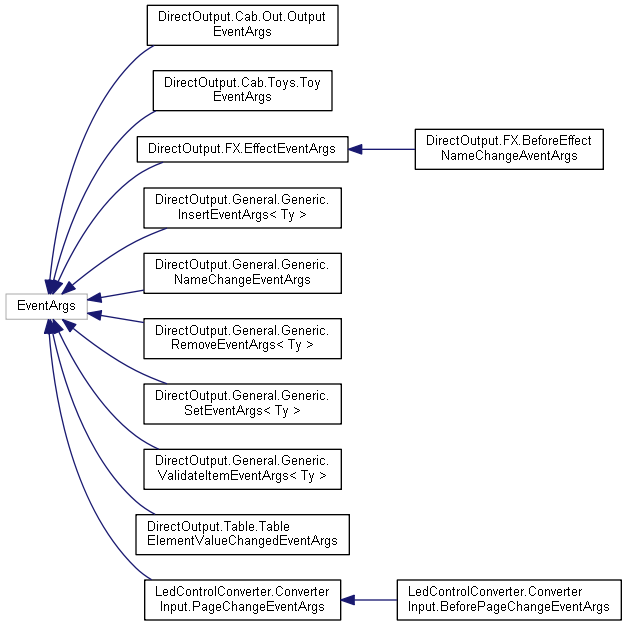 DirectOutput.Cab.Out.Output
EventArgs
DirectOutput.Cab.Toys.Toy
EventArgs
DirectOutput.FX.EffectEventArgs
DirectOutput.FX.BeforeEffect
NameChangeAventArgs
DirectOutput.General.Generic.
InsertEventArgs< Ty >
DirectOutput.General.Generic.
NameChangeEventArgs
EventArgs
DirectOutput.General.Generic.
RemoveEventArgs< Ty >
DirectOutput.General.Generic.
SetEventArgs< Ty >
DirectOutput.General.Generic.
ValidateItemEventArgs< Ty >
DirectOutput.Table.Table
ElementValueChangedEventArgs
LedControlConverter.Converter
Input.PageChangeEventArgs
LedControlConverter.Converter
Input.BeforePageChangeEventArgs